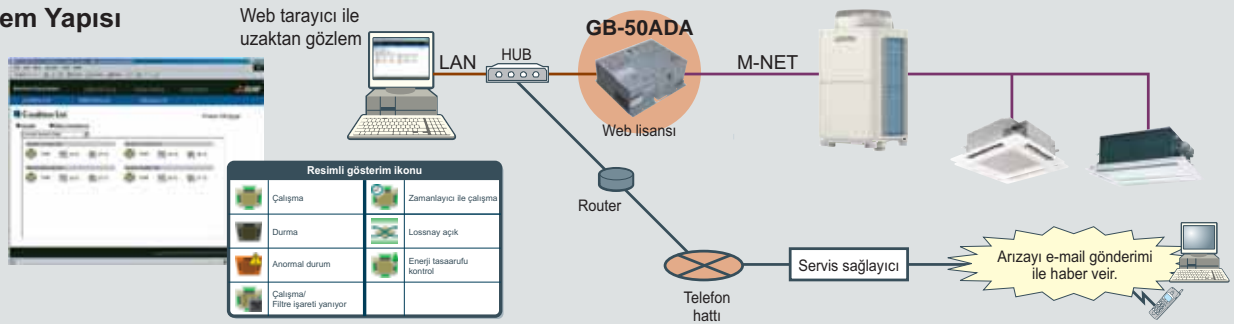 em Yapısı
Web tarayıcı ile
uzaktan gözlem
LAN
HUB
GB-50ADA
Web lisansı
M-NET
Condition List
Resimli gösterim ikonu
Çalışma
Zamanlayıcı ile çalışma
Durma
Lossnay açık
Anormal durum
Enerji tasaarufu
kontrol
Çalışma/
Filtre işareti yanıyor
Router
Telefon
hattı
Servis sağlayıcı
Arızayı e-mail gönderimi
ile haber veir.